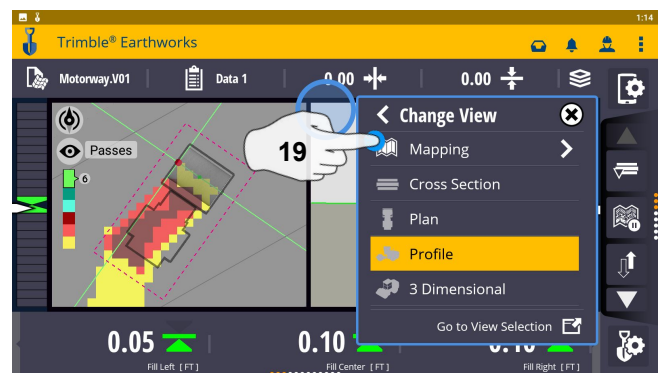 1:14
Trimble® Earthworks
Motorway.V01
Data 1
0.00
0.00
Passes
6
19
Change View
Mapping
Cross Section
Plan
Profile
3 Dimensional
Go to View Selection
0.05
0.10
Fill Left [ FT ]
Fill Center [ FT ]
Fill Right [ FT ]